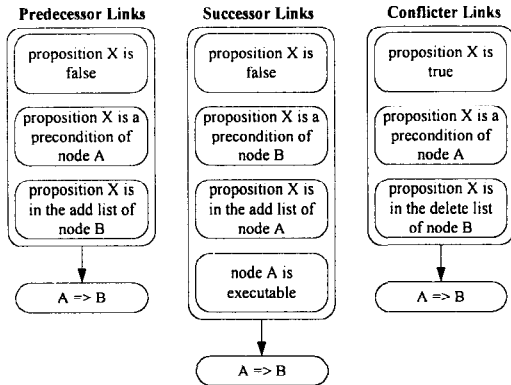 Predecessor Links
proposition X is
false
proposition X is a
precondition of
node A
proposition X is
in the add list of
node B
A => B
Successor Links
proposition X is
false
proposition X is a
precondition of
node B
proposition X is
in the add list of
node A
node A is
executable
A => B
Conflicter Links
proposition X is
true
proposition X is a
precondition of
node A
proposition X is
in the delete list
of node B
A => B